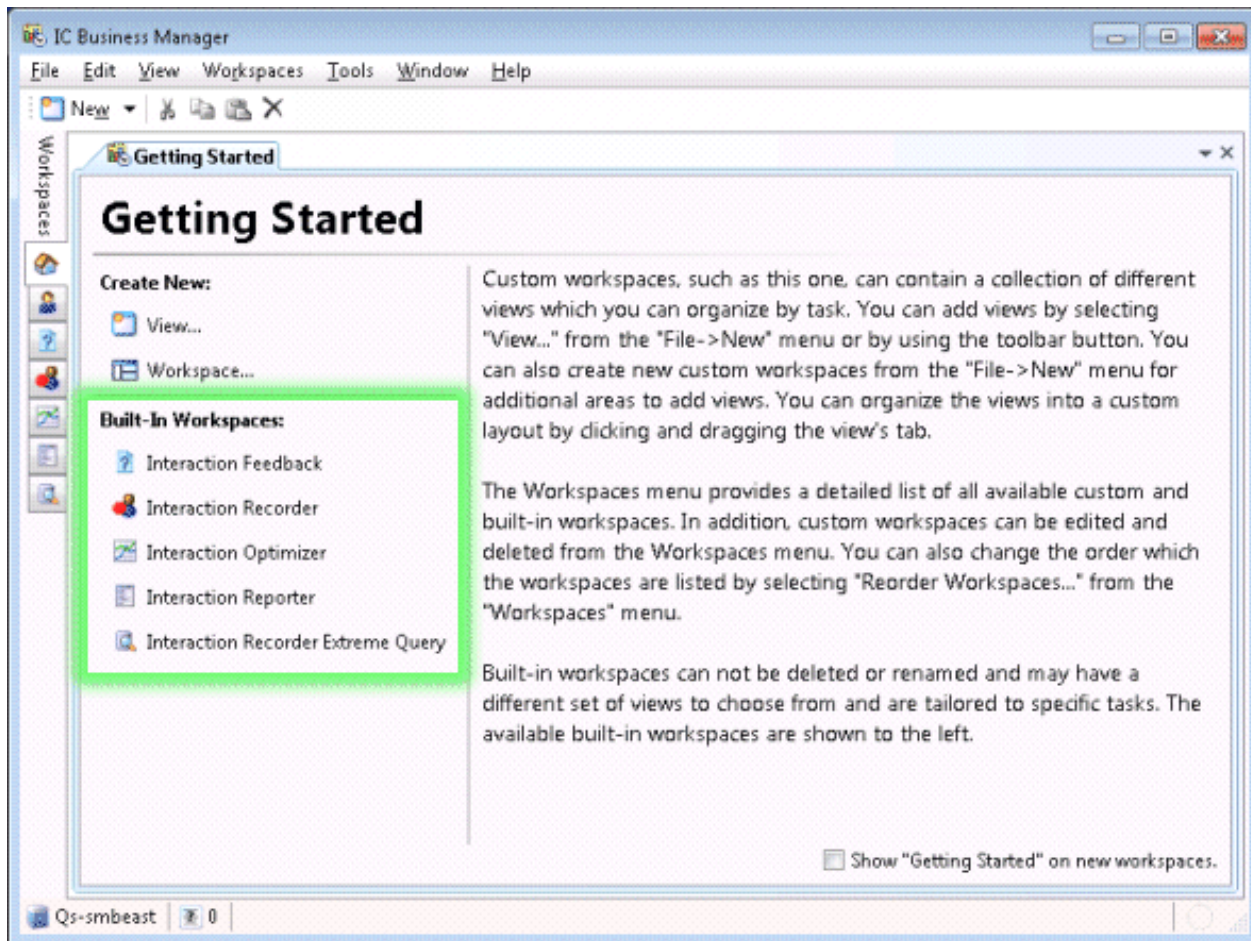 IC Business Manager
File Edit View Workspaces Tools Window Help
New
Workspaces
Getting Started
Getting Started
Create New:
View...
Workspace...
Built-In Workspaces:
Interaction Feedback
Interaction Recorder
Interaction Optimizer
Interaction Reporter
Interaction Recorder Extreme Query
Custom workspaces, such as this one, can contain a collection of different
views which you can organize by task. You can add views by selecting
"View..." from the "File->New" menu or by using the toolbar button. You
can also create new custom workspaces from the "File->New" menu for
additional areas to add views. You can organize the views into a custom
layout by clicking and dragging the view's tab.
The Workspaces menu provides a detailed list of all available custom and
built-in workspaces. In addition, custom workspaces can be edited and
deleted from the Workspaces menu. You can also change the order which
the workspaces are listed by selecting "Reorder Workspaces..." from the
"Workspaces" menu.
Built-in workspaces can not be deleted or renamed and may have a
different set of views to choose from and are tailored to specific tasks. The
available built-in workspaces are shown to the left.
Show "Getting Started" on new workspaces.
Qs-smbeast 0